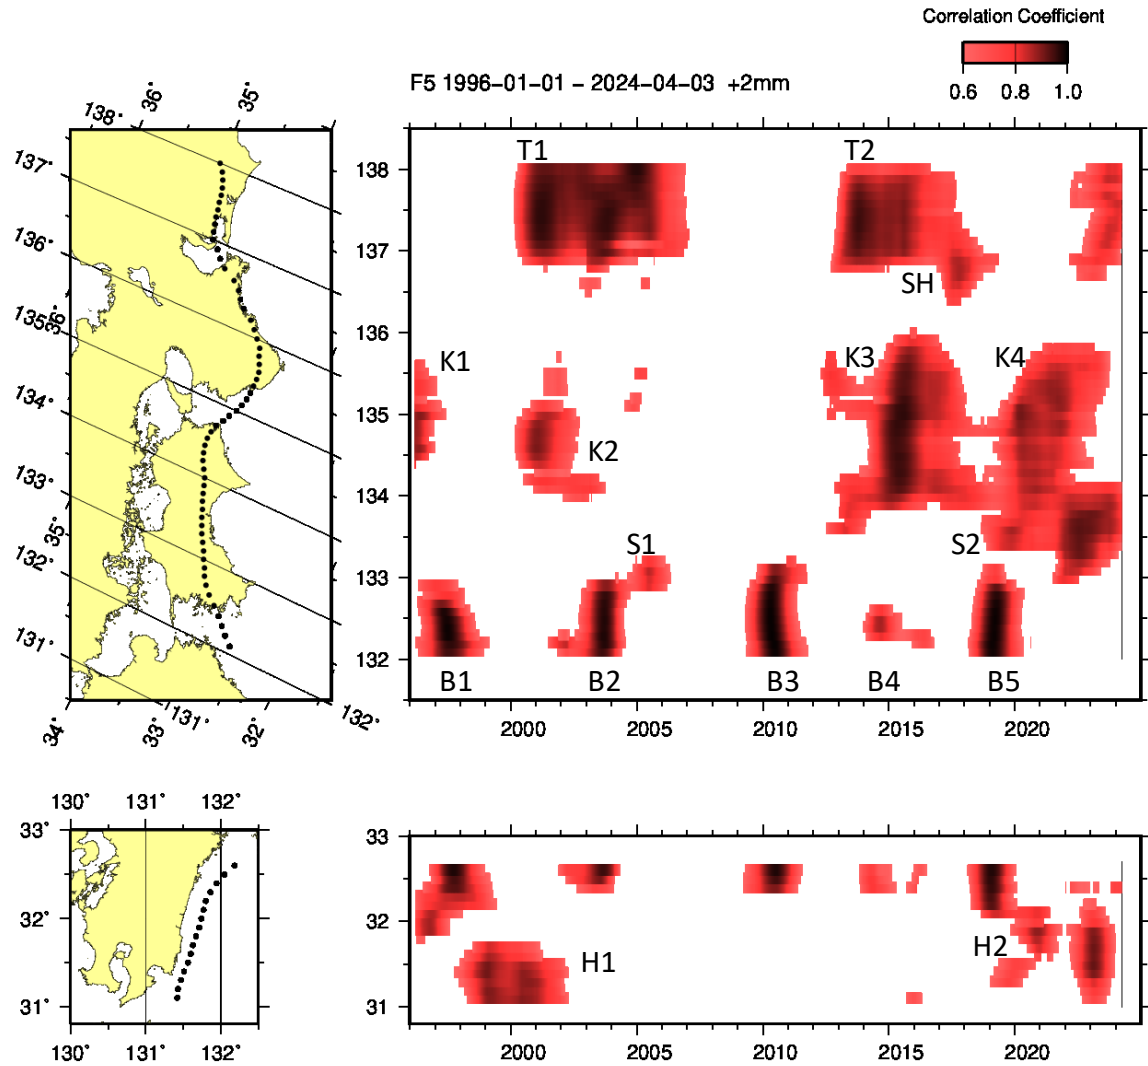 Correlation Coefficient
0.6 0.8 1.0
F5 1996-01-01 - 2024-04-03 +2mm
36° 35°
138°
137°
136°
135°
36°
134°
133°
35°
132°
131°
34° 33° 131° 32° 132°
138
137
136
135
134
133
132
T1 T2
SH
K1 K3 K4
K2
S1 S2
B1 B2 B3 B4 B5
2000 2005 2010 2015 2020
130° 131° 132°
33°
32°
31°
130° 131° 132°
33
32
31
H1 H2
2000 2005 2010 2015 2020